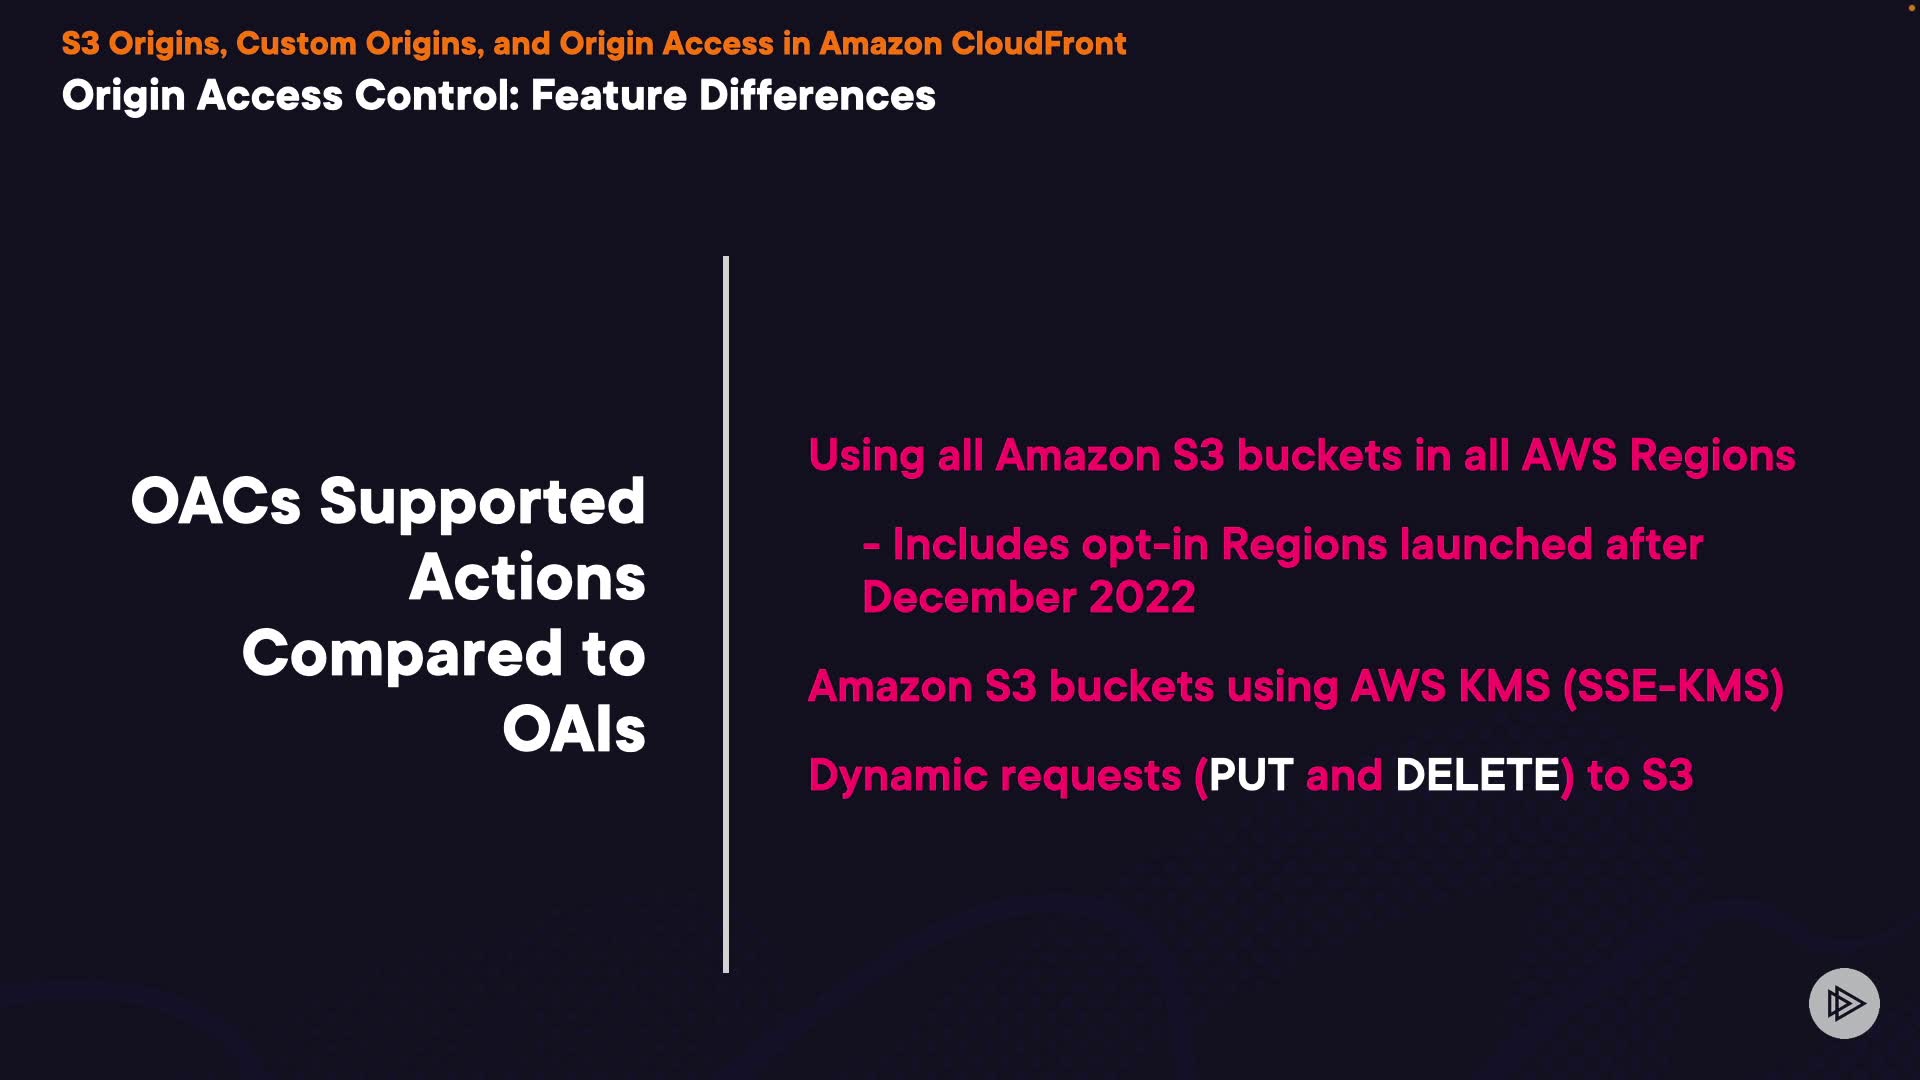 S3 Origins, Custom Origins, and Origin Access in Amazon CloudFront
Origin Access Control: Feature Differences
OACs Supported
Actions
Compared to
OAIs
Using all Amazon S3 buckets in all AWS Regions
- Includes opt-in Regions launched after
December 2022
Amazon S3 buckets using AWS KMS (SSE-KMS)
Dynamic requests (PUT and DELETE) to S3